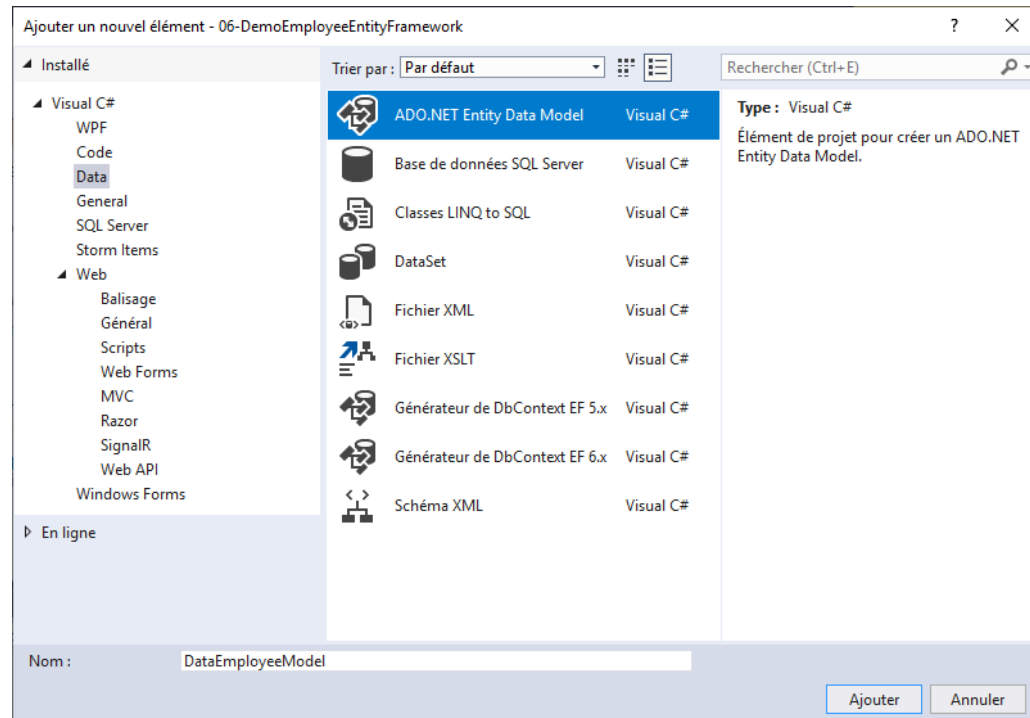 Ajouter un nouvel élément - 06-DemoEmployeeEntityFramework
?
Installé
Visual C#
WPF
Code
Data
General
SQL Server
Storm Items
Web
Balisage
Général
Scripts
Web Forms
MVC
Razor
SignalR
Web API
Windows Forms
En ligne
Trier par : Par défaut
ADO.NET Entity Data Model Visual C#
Base de données SQL Server Visual C#
Classes LINQ to SQL Visual C#
DataSet Visual C#
Fichier XML Visual C#
Fichier XSLT Visual C#
Générateur de DbContext EF 5.x Visual C#
Générateur de DbContext EF 6.x Visual C#
Schéma XML Visual C#
Rechercher (Ctrl+E)
Type : Visual C#
Élément de projet pour créer un ADO.NET
Entity Data Model.
Nom : DataEmployeeModel
Ajouter Annuler